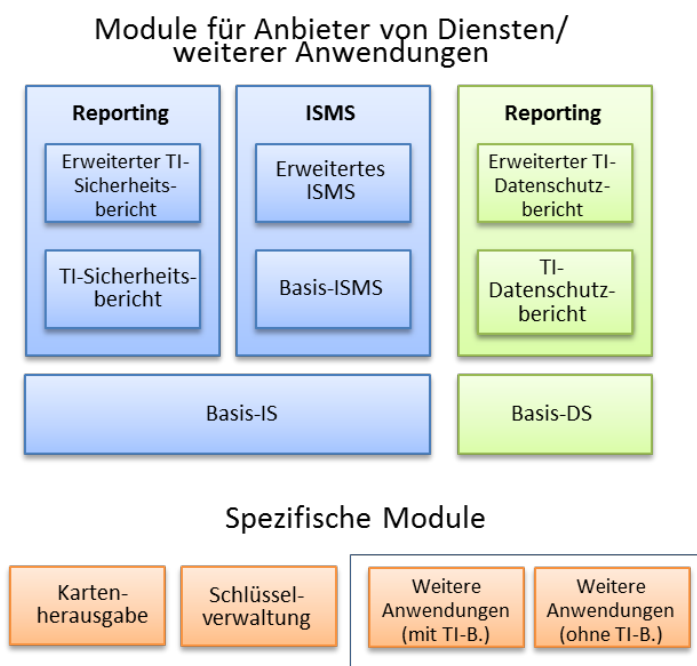 Module für Anbieter von Diensten/
weiterer Anwendungen
Reporting
Erweiterter TI-
Sicherheits-
bericht
TI-Sicherheits-
bericht
ISMS
Erweitertes
ISMS
Basis-ISMS
Reporting
Erweiterter TI-
Datenschutz-
bericht
TI-
Datenschutz-
bericht
Basis-IS
Basis-DS
Spezifische Module
Karten-
herausgabe
Schlüssel-
verwaltung
Weitere
Anwendungen
(mit TI-B.)
Weitere
Anwendungen
(ohne TI-B.)